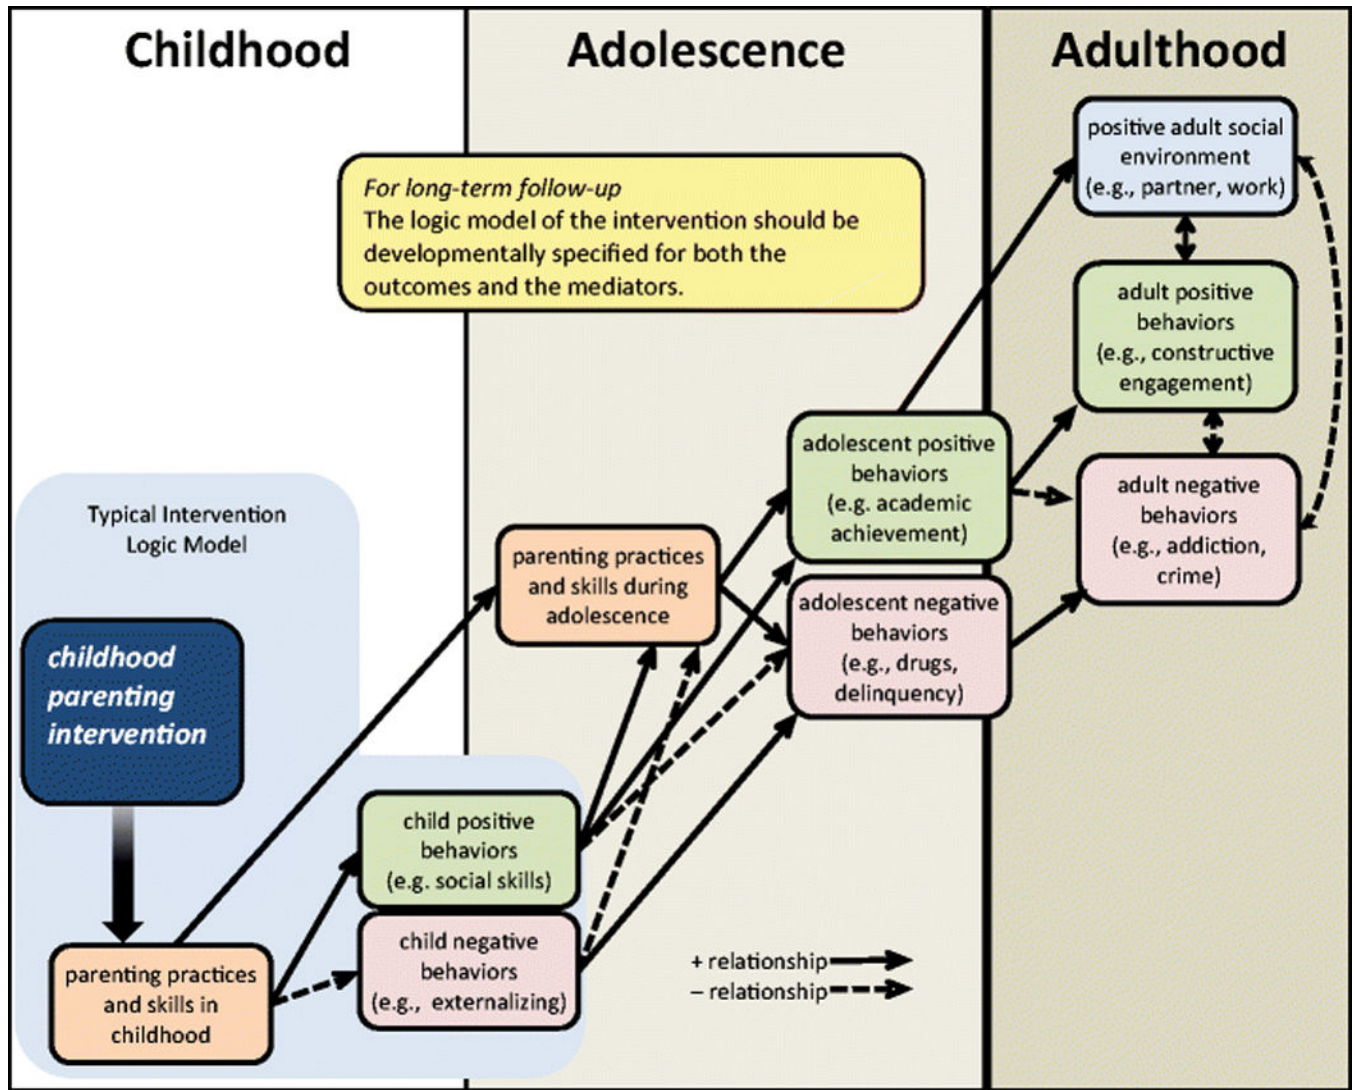 Childhood
Adolescence
Adulthood
positive adult social
environment
(e.g., partner, work)
For long-term follow-up
The logic model of the intervention should be
developmentally specified for both the
outcomes and the mediators.
adult positive
behaviors
(e.g., constructive
engagement)
adolescent positive
behaviors
(e.g. academic
achievement)
adult negative
behaviors
(e.g., addiction,
crime)
Typical Intervention
Logic Model
parenting practices
and skills during
adolescence
adolescent negative
behaviors
(e.g., drugs,
delinquency)
childhood
parenting
intervention
child positive
behaviors
(e.g. social skills)
child negative
behaviors
(e.g., externalizing)
parenting practices
and skills in
childhood
+ relationship
– relationship